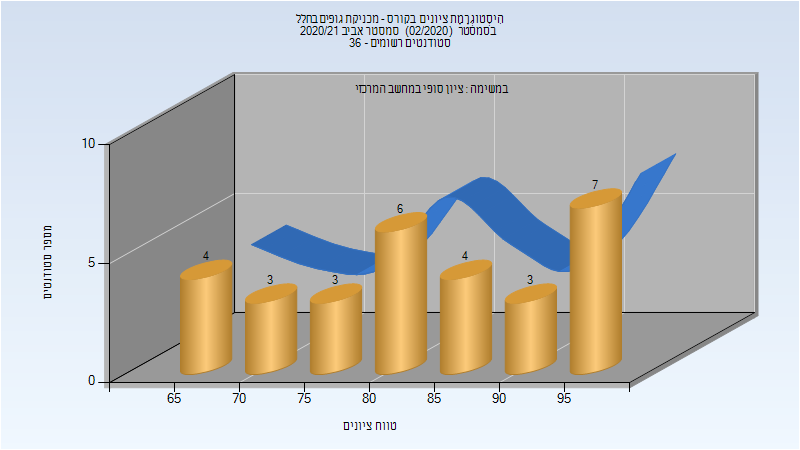 היסטוגרמת ציונים בקורס - מכניקת גופים בחלל
בסמסטר (02/2020) סמסטר אביב 2020/21
סטודנטים רשומים - 36
במשימה : ציון סופי במחשב המרכזי
10
5
0
מספר סטודנטים
4
3
3
6
4
3
7
65
70
75
80
85
90
95
טווח ציונים